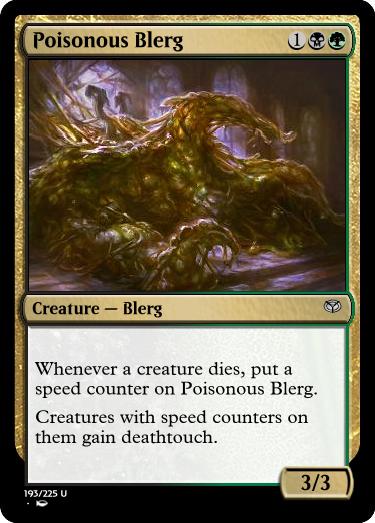 Poisonous Blerg 1
Creature — Blerg
Whenever a creature dies, put a
speed counter on Poisonous Blerg.
Creatures with speed counters on
them gain deathtouch.
3/3
193/225 U